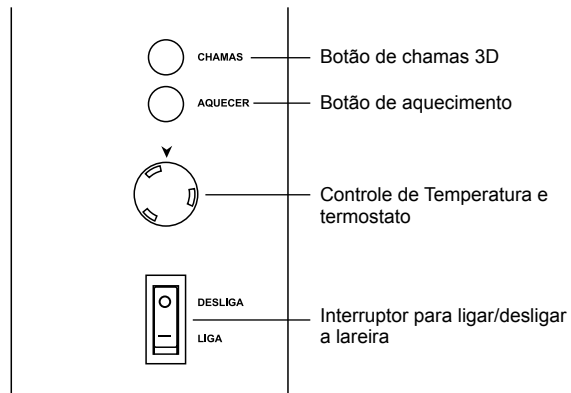 CHAMAS
Botão de chamas 3D
AQUECER
Botão de aquecimento
Controle de Temperatura e
termostato
DESLIGA
LIGA
Interruptor para ligar/desligar
a lareira